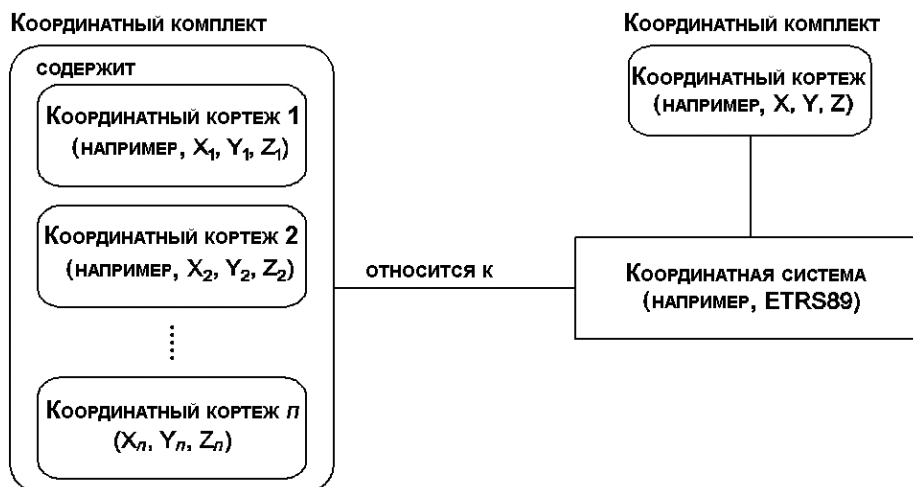 Координатный комплект
содержит
Координатный кортеж 1
(например, X₁, Y₁, Z₁)
Координатный кортеж 2
(например, X₂, Y₂, Z₂)
Координатный кортеж n
(Xₙ, Yₙ, Zₙ)
относится к
Координатный комплект
Координатный кортеж
(например, X, Y, Z)
Координатная система
(например, ETRS89)